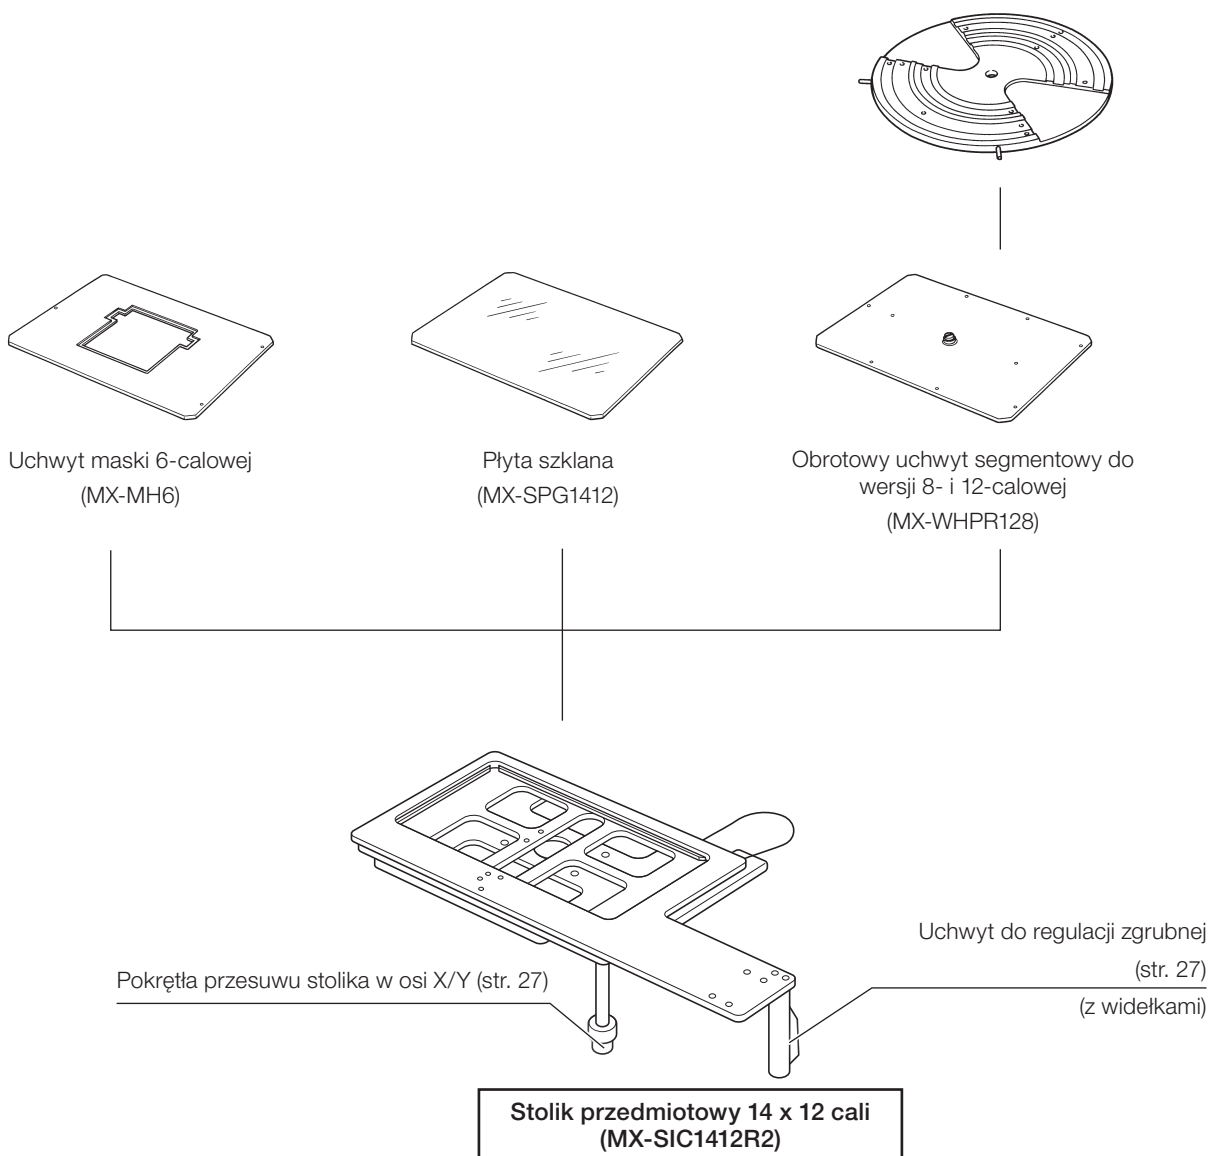 Uchwyt maski 6-calowej
(MX-MH6)
Płyta szklana
(MX-SPG1412)
Obrotowy uchwyt segmentowy do
wersji 8- i 12-calowej
(MX-WHPR128)
Uchwyt do regulacji zgrubnej
(str. 27)
(z widełkami)
Pokrętła przesuwu stolika w osi X/Y (str. 27)
Stolik przedmiotowy 14 x 12 cali
(MX-SIC1412R2)